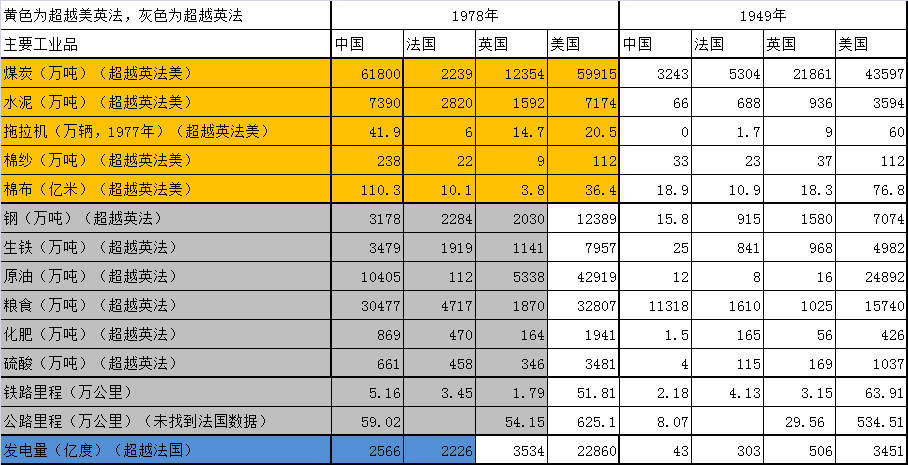 黄色为超越美英法，灰色为超越英法 1978年 1949年
主要工业品 中国 法国 英国 美国 中国 法国 英国 美国
煤炭（万吨）（超越英法美） 61800 2239 12354 59915 3243 5304 21861 43597
水泥（万吨）（超越英法美） 7390 2820 1592 7174 66 688 936 3594
拖拉机（万辆，1977年）（超越英法美） 41.9 6 14.7 20.5 0 1.7 9 60
棉纱（万吨）（超越英法美） 238 22 9 112 33 23 37 112
棉布（亿米）（超越英法美） 110.3 10.1 3.8 36.4 18.9 10.9 18.3 76.8
钢（万吨）（超越英法） 3178 2284 2030 12389 15.8 915 1580 7074
生铁（万吨）（超越英法） 3479 1919 1141 7957 25 841 968 4982
原油（万吨）（超越英法） 10405 112 5338 42919 12 8 16 24892
粮食（万吨）（超越英法） 30477 4717 1870 32807 11318 1610 1025 15740
化肥（万吨）（超越英法） 869 470 164 1941 1.5 165 56 426
硫酸（万吨）（超越英法） 661 458 346 3481 4 115 169 1037
铁路里程（万公里） 5.16 3.45 1.79 51.81 2.18 4.13 3.15 63.91
公路里程（万公里）（未找到法国数据） 59.02 54.15 625.1 8.07 29.56 534.51
发电量（亿度）（超越法国） 2566 2226 3534 22860 43 303 506 3451